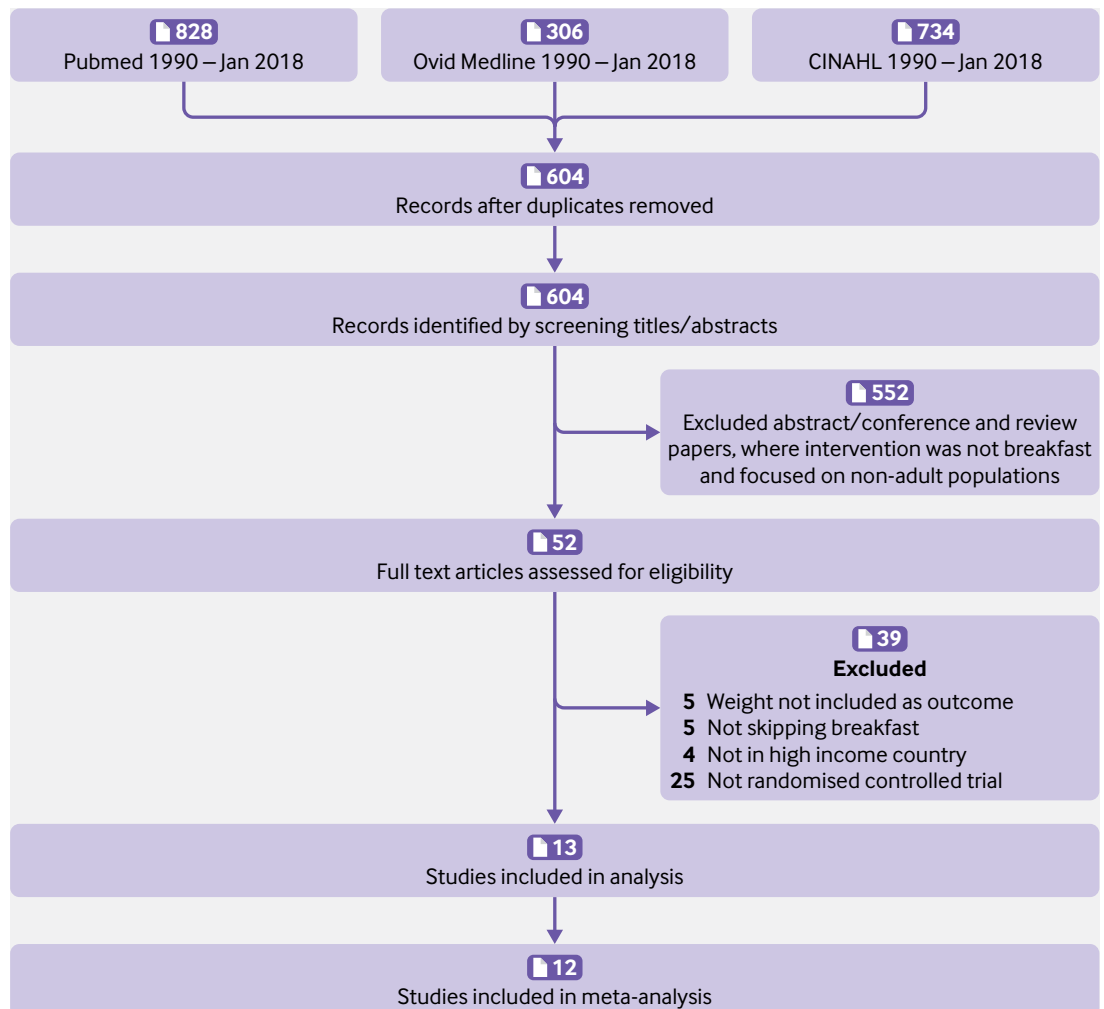 828
Pubmed 1990 – Jan 2018
306
Ovid Medline 1990 – Jan 2018
734
CINAHL 1990 – Jan 2018
604
Records after duplicates removed
604
Records identified by screening titles/abstracts
552
Excluded abstract/conference and review
papers, where intervention was not breakfast
and focused on non-adult populations
52
Full text articles assessed for eligibility
39
Excluded
5 Weight not included as outcome
5 Not skipping breakfast
4 Not in high income country
25 Not randomised controlled trial
13
Studies included in analysis
12
Studies included in meta-analysis